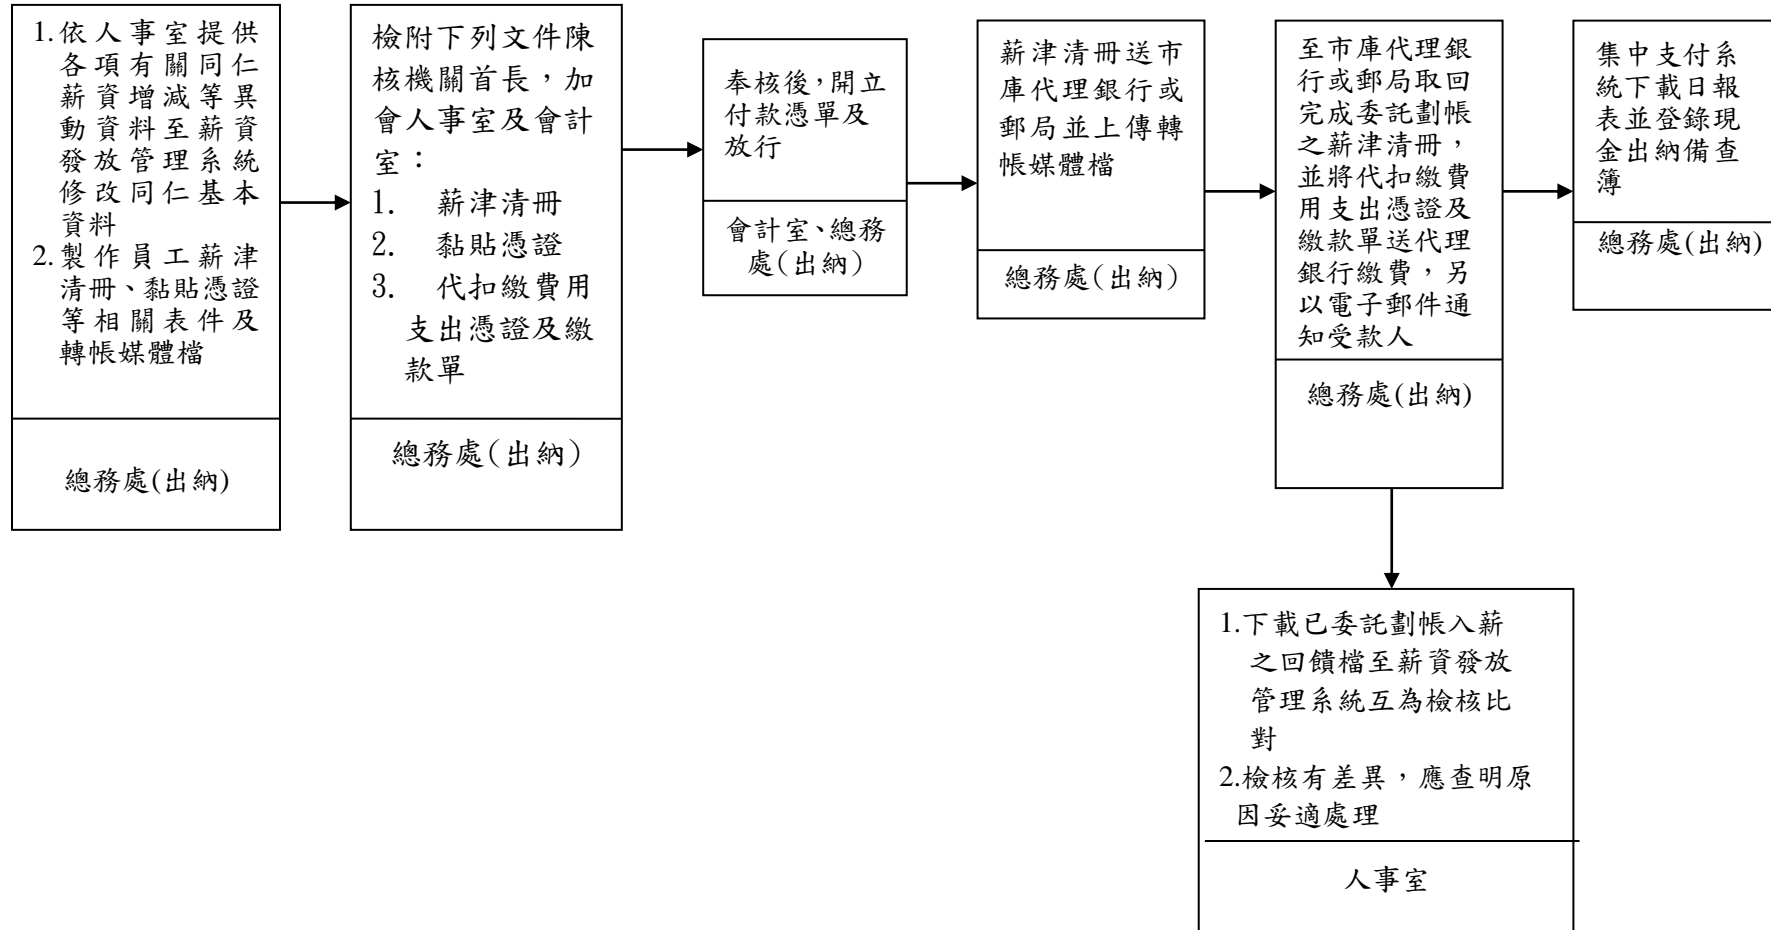 1.依人事室提供
各項有關同仁
薪資增減等異
動資料至薪資
發放管理系統
修改同仁基本
資料
2.製作員工薪津
清冊、黏貼憑證
等相關表件及
轉帳媒體檔
總務處(出納)
檢附下列文件陳
核機關首長，加
會人事室及會計
室：
1. 薪津清冊
2. 黏貼憑證
3. 代扣繳費用
支出憑證及繳
款單
總務處(出納)
奉核後，開立
付款憑單及
放行
會計室、總務
處(出納)
薪津清冊送市
庫代理銀行或
郵局並上傳轉
帳媒體檔
總務處(出納)
至市庫代理銀
行或郵局取回
完成委託劃帳
之薪津清冊，
並將代扣繳費
用支出憑證及
繳款單送代理
銀行繳費，另
以電子郵件通
知受款人
總務處(出納)
集中支付系
統下載日報
表並登錄現
金出納備查
簿
總務處(出納)
1.下載已委託劃帳入薪
之回饋檔至薪資發放
管理系統互為檢核比
對
2.檢核有差異，應查明原
因妥適處理
人事室